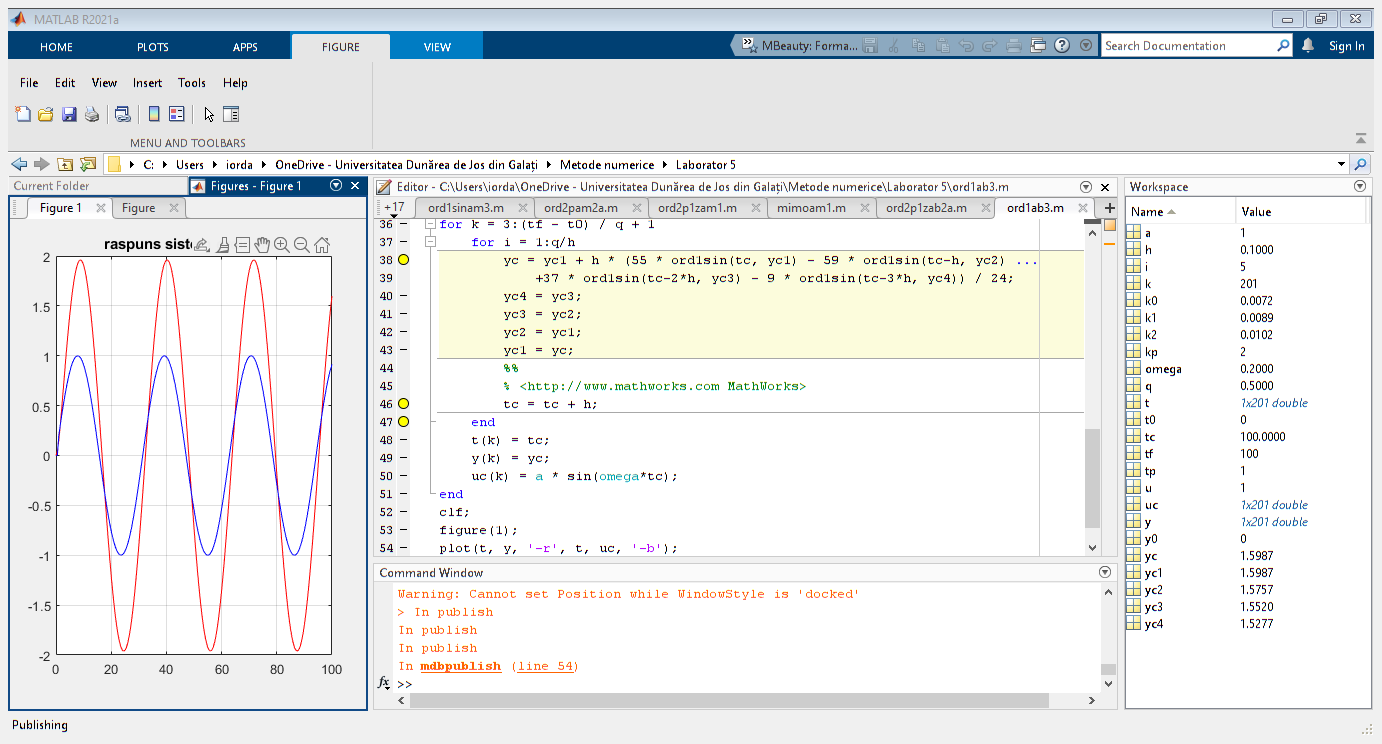 MATLAB R2021a
HOME PLOTS APPS FIGURE VIEW
MBeauty: Forma...
Search Documentation
Sign In
File Edit View Insert Tools Help
MENU AND TOOLBARS
C: Users iorda OneDrive - Universitatea Dunărea de Jos din Galați Metode numerice Laborator 5
Current Folder
Figures - Figure 1
Figure 1
Figure
raspuns siste
2
1.5
1
0.5
0
-0.5
-1
-1.5
-2
0 20 40 60 80 100
Editor - C:\Users\iorda\OneDrive - Universitatea Dunărea de Jos din Galați\Metode numerice\Laborator 5\ord1ab3.m
+17 ord1sinam3.m ord2pam2a.m ord2p1zam1.m mimoam1.m ord2p1zab2a.m ord1ab3.m
36 for k = 3:(tf - t0) / q + 1
37 for i = 1:q/h
38 yc = yc1 + h * (55 * ord1sin(tc, yc1) - 59 * ord1sin(tc-h, yc2) ...
39 +37 * ord1sin(tc-2*h, yc3) - 9 * ord1sin(tc-3*h, yc4)) / 24;
40 yc4 = yc3;
41 yc3 = yc2;
42 yc2 = yc1;
43 yc1 = yc;
44 %%
45 % <http://www.mathworks.com MathWorks>
46 tc = tc + h;
47 end
48 t(k) = tc;
49 y(k) = yc;
50 uc(k) = a * sin(omega*tc);
51 end
52 clf;
53 figure(1);
54 plot(t, y, '-r', t, uc, '-b');
Command Window
Warning: Cannot set Position while WindowStyle is 'docked'
> In publish
In publish
In publish
In mdbpublish (line 54)
fx >>
Workspace
Name Value
a 1
h 0.1000
i 5
k 201
k0 0.0072
k1 0.0089
k2 0.0102
kp 2
omega 0.2000
q 0.5000
t 1x201 double
t0 0
tc 100.0000
tf 100
tp 1
u 1
uc 1x201 double
y 1x201 double
y0 0
yc 1.5987
yc1 1.5987
yc2 1.5757
yc3 1.5520
yc4 1.5277
Publishing